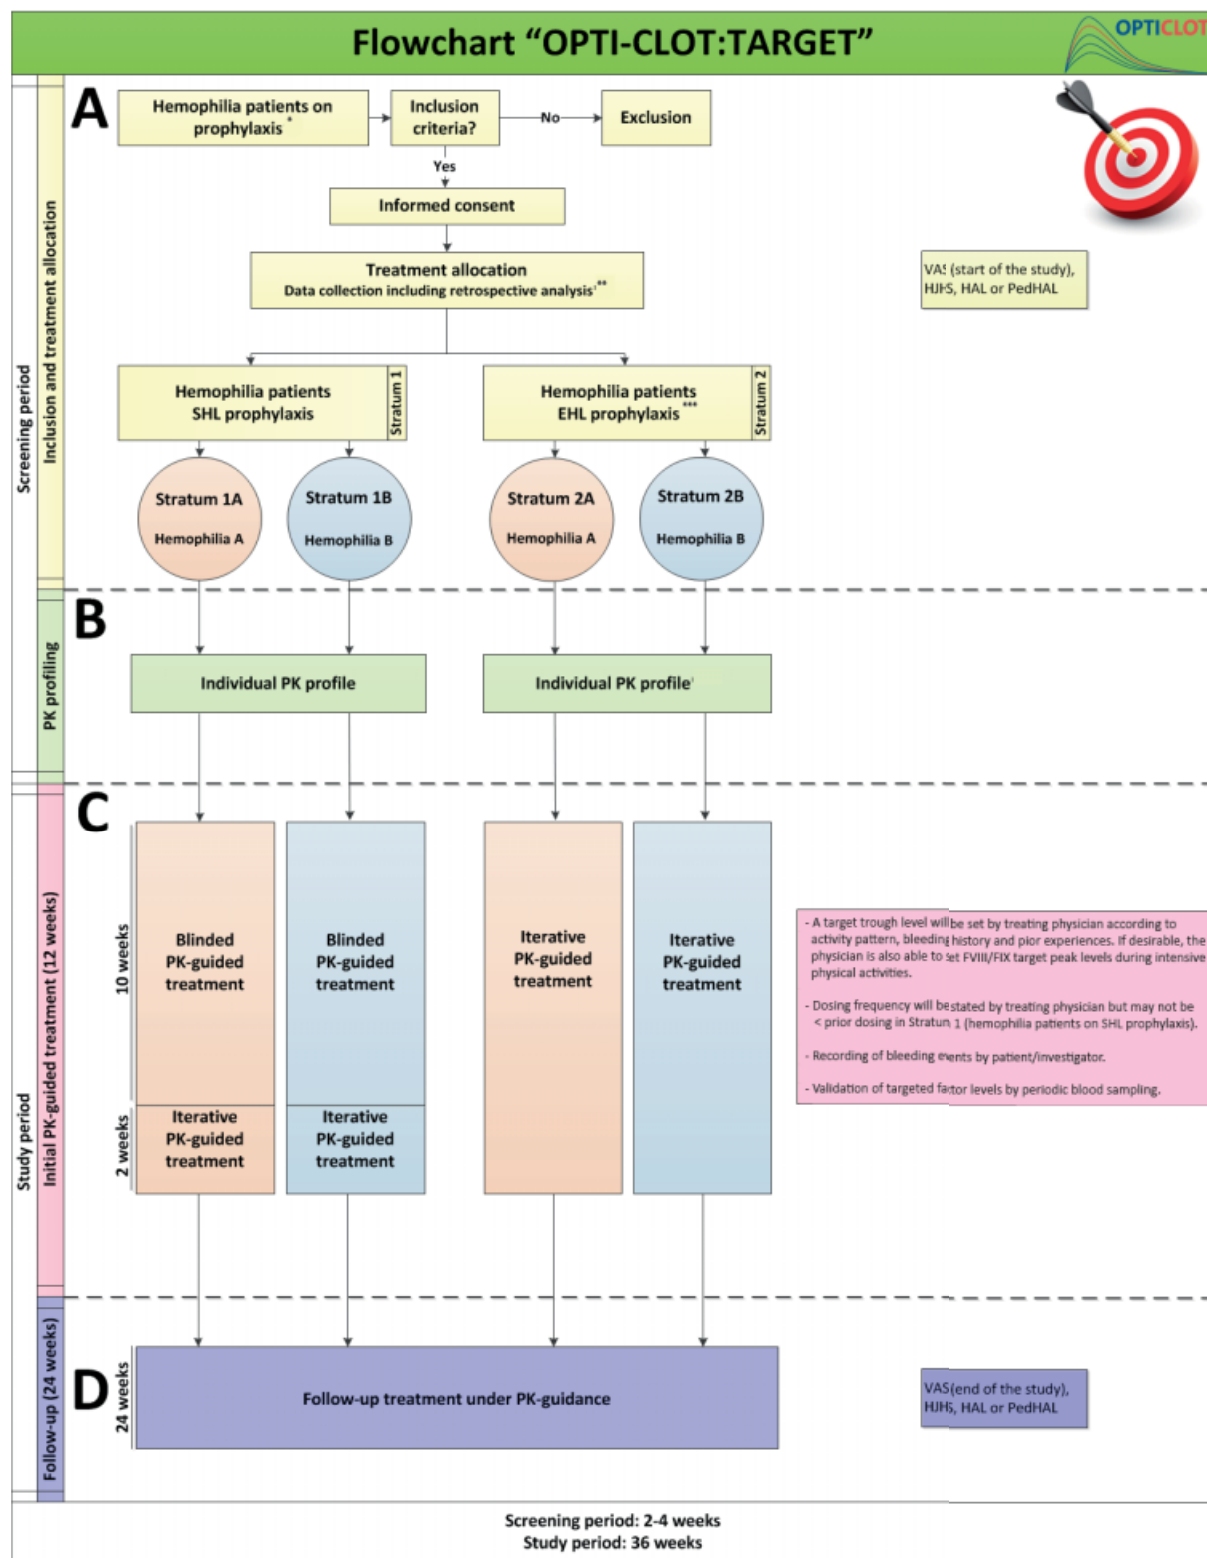 Flowchart “OPTI-CLOT:TARGET”
OPTICLOT
Screening period
Inclusion and treatment allocation
A
Hemophilia patients on
prophylaxis *
Inclusion
criteria?
No
Exclusion
Yes
Informed consent
Treatment allocation
Data collection including retrospective analysis **
VAS (start of the study),
HJHS, HAL or PedHAL
Hemophilia patients
SHL prophylaxis
Stratum 1
Hemophilia patients
EHL prophylaxis ***
Stratum 2
Stratum 1A
Hemophilia A
Stratum 1B
Hemophilia B
Stratum 2A
Hemophilia A
Stratum 2B
Hemophilia B
PK profiling
B
Individual PK profile
Individual PK profile
Study period
Initial PK-guided treatment (12 weeks)
C
10 weeks
Blinded
PK-guided
treatment
Blinded
PK-guided
treatment
Iterative
PK-guided
treatment
Iterative
PK-guided
treatment
2 weeks
Iterative
PK-guided
treatment
Iterative
PK-guided
treatment
- A target trough level will be set by treating physician according to
activity pattern, bleeding history and pior experiences. If desirable, the
physician is also able to set FVIII/FIX target peak levels during intensive
physical activities.
- Dosing frequency will be stated by treating physician but may not be
< prior dosing in Stratum 1 (hemophilia patients on SHL prophylaxis).
- Recording of bleeding events by patient/investigator.
- Validation of targeted factor levels by periodic blood sampling.
Follow-up (24 weeks)
D
24 weeks
Follow-up treatment under PK-guidance
VAS (end of the study),
HJHS, HAL or PedHAL
Screening period: 2-4 weeks
Study period: 36 weeks